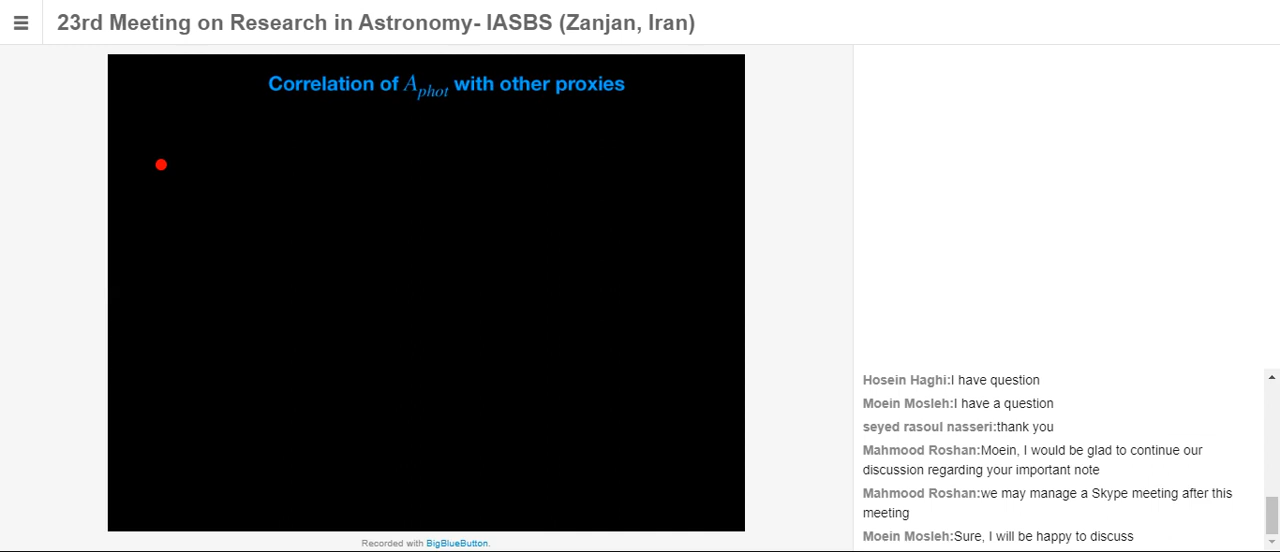 23rd Meeting on Research in Astronomy- IASBS (Zanjan, Iran)
Correlation of A_phot with other proxies
Hosein Haghi:I have question
Moein Mosleh:I have a question
seyed rasoul nasseri:thank you
Mahmood Roshan:Moein, I would be glad to continue our
discussion regarding your important note
Mahmood Roshan:we may manage a Skype meeting after this
meeting
Moein Mosleh:Sure, I will be happy to discuss
Recorded with BigBlueButton.